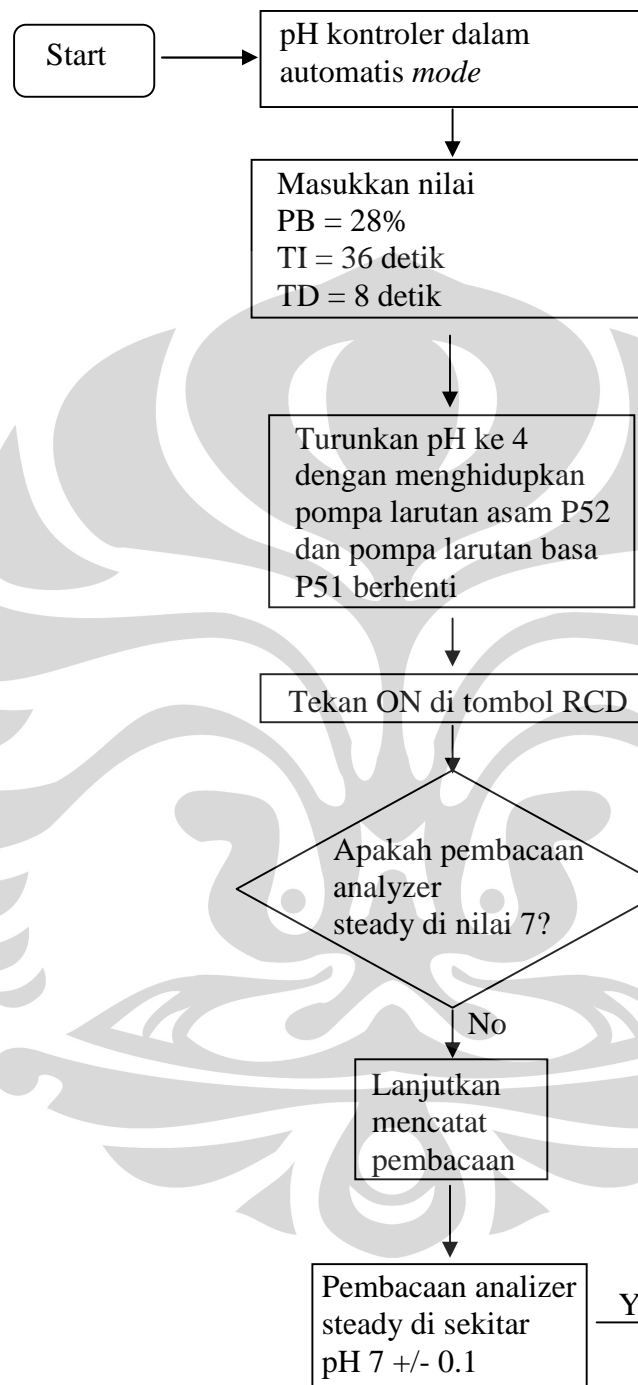 Start
pH kontroler dalam
automatis mode
Masukkan nilai
PB = 28%
TI = 36 detik
TD = 8 detik
Turunkan pH ke 4
dengan menghidupkan
pompa larutan asam P52
dan pompa larutan basa
P51 berhenti
Tekan ON di tombol RCD
Apakah pembacaan
analyzer
steady di nilai 7?
No
Lanjutkan
mencatat
pembacaan
Pembacaan analizer
steady di sekitar
pH 7 +/- 0.1
Y